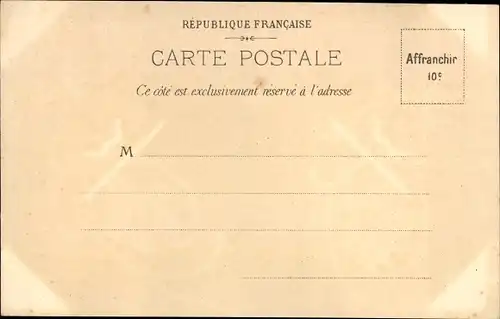 RÉPUBLIQUE FRANÇAISE
CARTE POSTALE
Ce côté est exclusivement réservé à l'adresse
Affranchir
10ᶜ
M